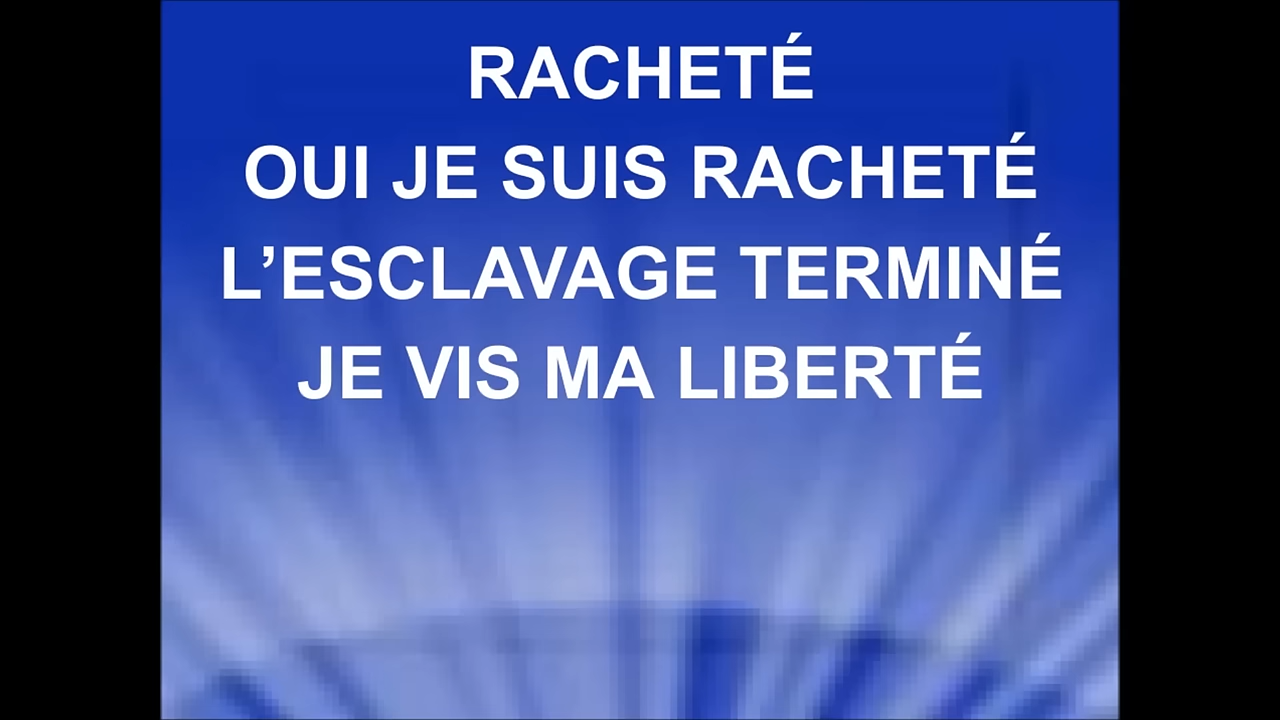 RACHETÉ
OUI JE SUIS RACHETÉ
L’ESCLAVAGE TERMINÉ
JE VIS MA LIBERTÉ